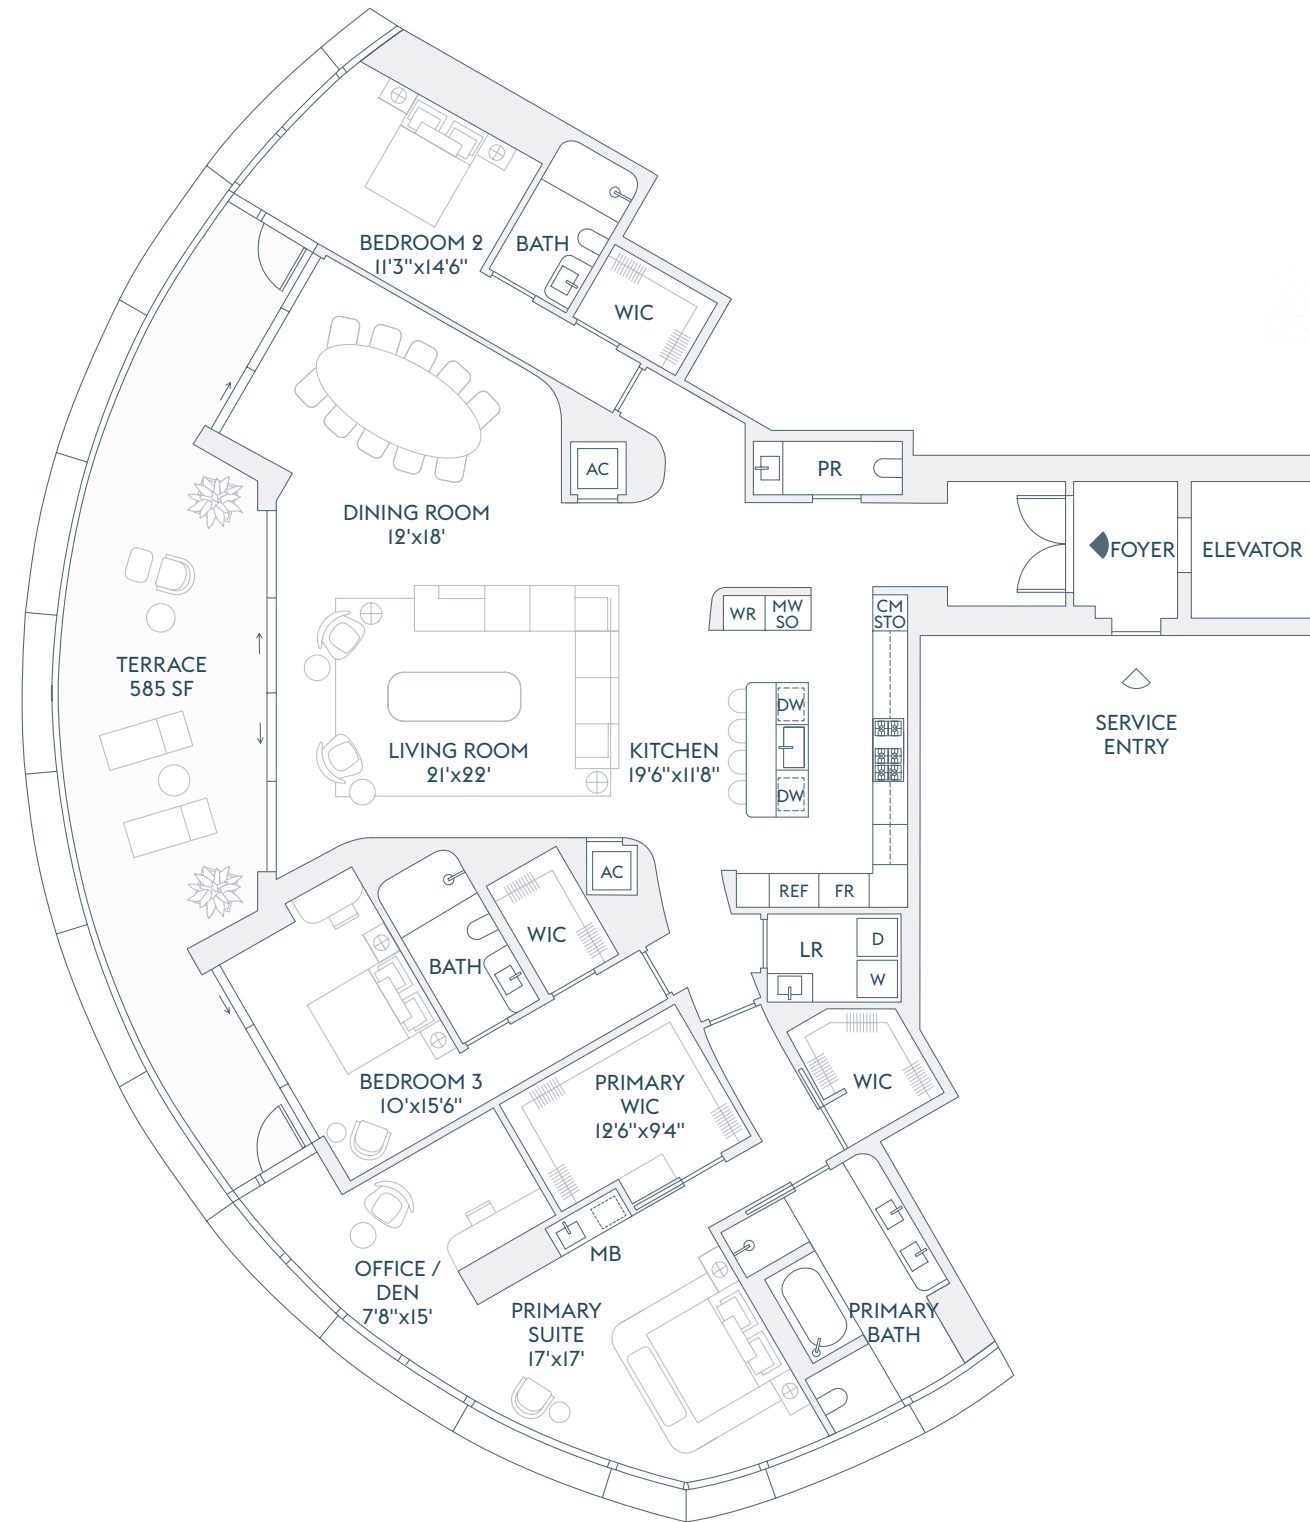 BEDROOM 2
11'3"x14'6"
BATH
WIC
AC
PR
DINING ROOM
12'x18'
FOYER
ELEVATOR
WR
MW
SO
CM
STO
TERRACE
585 SF
DW
LIVING ROOM
21'x22'
KITCHEN
19'6"x11'8"
DW
SERVICE
ENTRY
AC
REF
FR
WIC
BATH
LR
D
W
BEDROOM 3
10'x15'6"
PRIMARY
WIC
12'6"x9'4"
WIC
MB
OFFICE /
DEN
7'8"x15'
PRIMARY
SUITE
17'x17'
PRIMARY
BATH